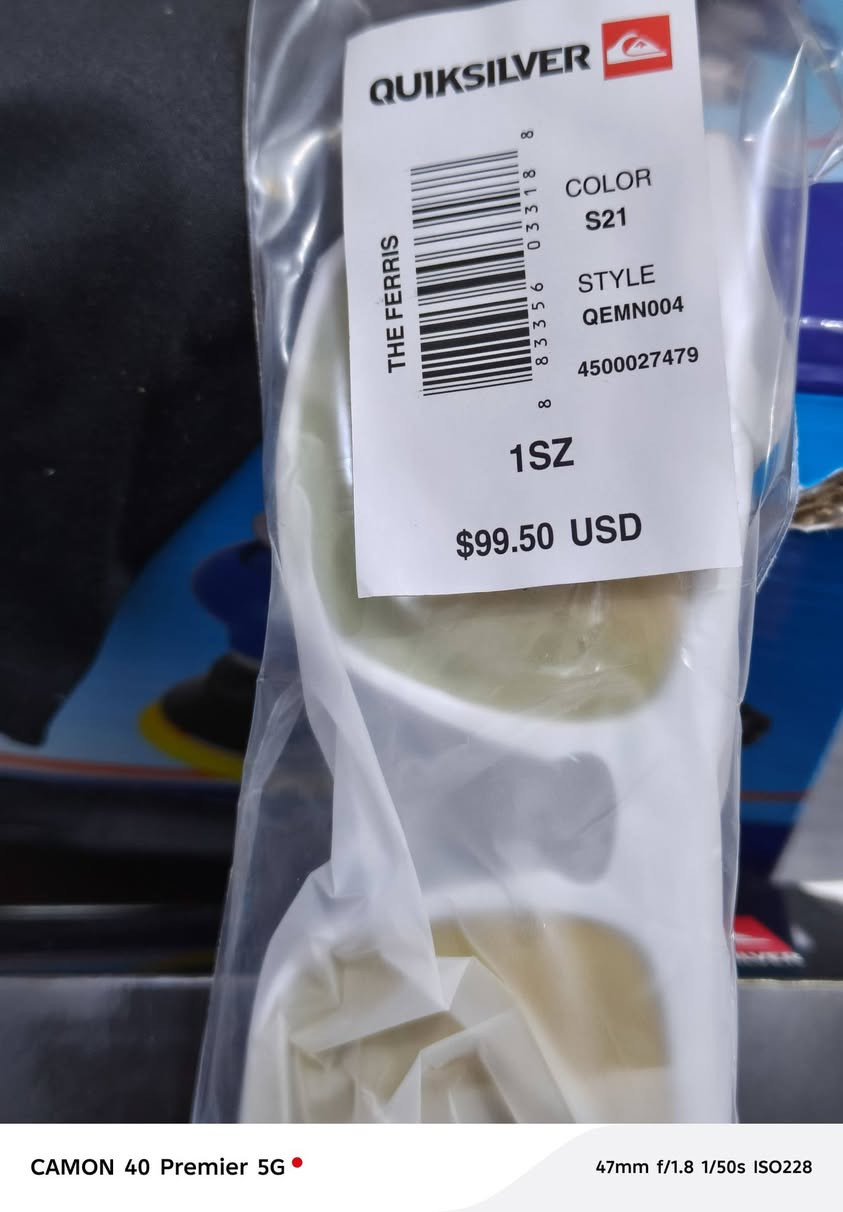 QUIKSILVER
THE FERRIS
8 83356 03318 8
COLOR
S21
STYLE
QEMN004
4500027479
1SZ
$99.50 USD
CAMON 40 Premier 5G
47mm f/1.8 1/50s ISO228